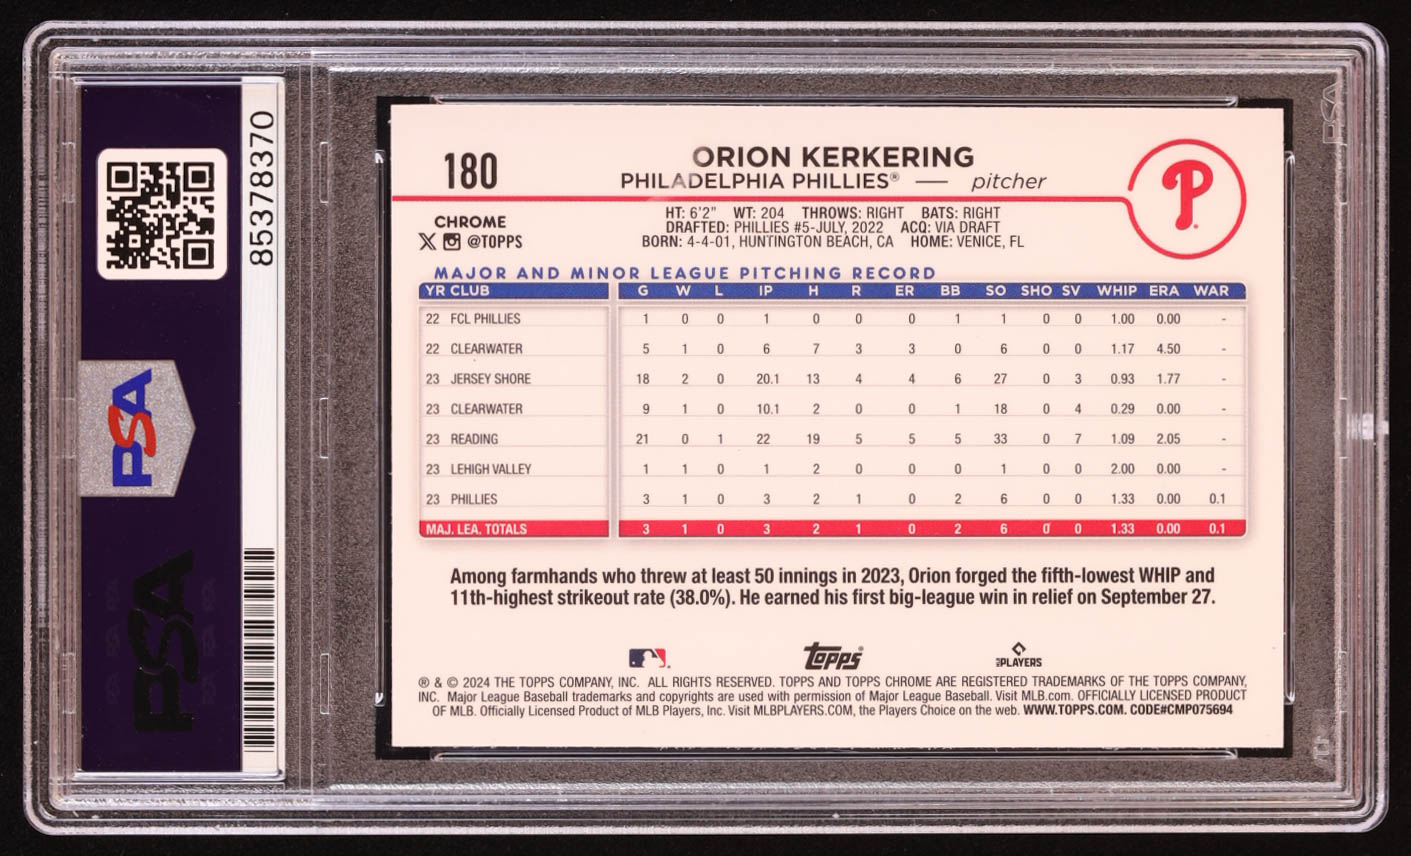 85378370
PSA
PSA
180
ORION KERKERING
PHILADELPHIA PHILLIES® — pitcher
P
CHROME
X @TOPPS
HT: 6'2" WT: 204 THROWS: RIGHT BATS: RIGHT
DRAFTED: PHILLIES #5-JULY, 2022 ACQ: VIA DRAFT
BORN: 4-4-01, HUNTINGTON BEACH, CA HOME: VENICE, FL
MAJOR AND MINOR LEAGUE PITCHING RECORD
YR CLUB G W L IP H R ER BB SO SHO SV WHIP ERA WAR
22 FCL PHILLIES 1 0 0 1 0 0 0 1 1 0 0 1.00 0.00 -
22 CLEARWATER 5 1 0 6 7 3 3 0 6 0 0 1.17 4.50 -
23 JERSEY SHORE 18 2 0 20.1 13 4 4 6 27 0 3 0.93 1.77 -
23 CLEARWATER 9 1 0 10.1 2 0 0 1 18 0 4 0.29 0.00 -
23 READING 21 0 1 22 19 5 5 5 33 0 7 1.09 2.05 -
23 LEHIGH VALLEY 1 1 0 1 2 0 0 0 1 0 0 2.00 0.00 -
23 PHILLIES 3 1 0 3 2 1 0 2 6 0 0 1.33 0.00 0.1
MAJ. LEA. TOTALS 3 1 0 3 2 1 0 2 6 0 0 1.33 0.00 0.1
Among farmhands who threw at least 50 innings in 2023, Orion forged the fifth-lowest WHIP and
11th-highest strikeout rate (38.0%). He earned his first big-league win in relief on September 27.
Topps
MLB PLAYERS
® & © 2024 THE TOPPS COMPANY, INC. ALL RIGHTS RESERVED. TOPPS AND TOPPS CHROME ARE REGISTERED TRADEMARKS OF THE TOPPS COMPANY,
INC. Major League Baseball trademarks and copyrights are used with permission of Major League Baseball. Visit MLB.com. OFFICIALLY LICENSED PRODUCT
OF MLB. Officially Licensed Product of MLB Players, Inc. Visit MLBPLAYERS.COM, the Players Choice on the web. WWW.TOPPS.COM. CODE#CMP075694